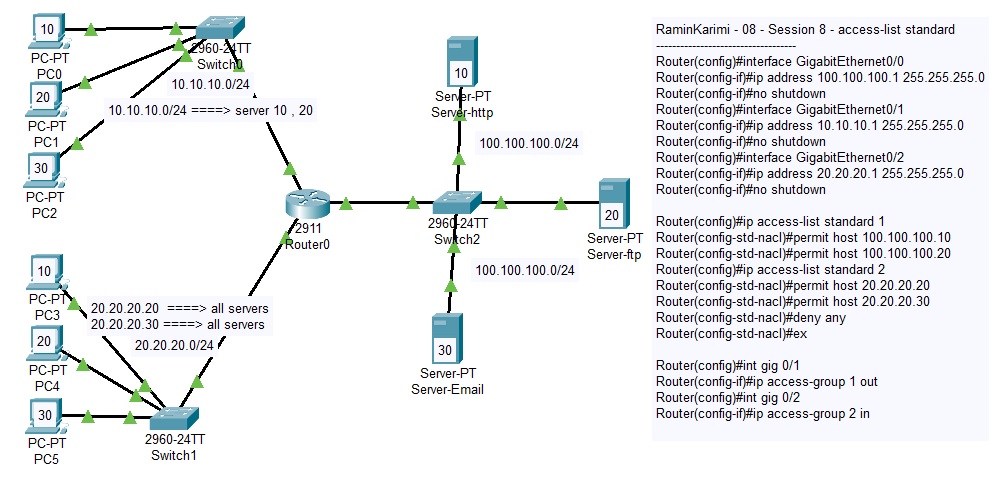 10
PC-PT
PC0
20
PC-PT
PC1
30
PC-PT
PC2
2960-24TT
Switch0
10.10.10.0/24
10.10.10.0/24 ====> server 10 , 20
2911
Router0
10
PC-PT
PC3
20
PC-PT
PC4
30
PC-PT
PC5
20.20.20.20 ====> all servers
20.20.20.30 ====> all servers
20.20.20.0/24
2960-24TT
Switch1
10
Server-PT
Server-http
100.100.100.0/24
2960-24TT
Switch2
20
Server-PT
Server-ftp
100.100.100.0/24
30
Server-PT
Server-Email
RaminKarimi - 08 - Session 8 - access-list standard
-----------------------------------
Router(config)#interface GigabitEthernet0/0
Router(config-if)#ip address 100.100.100.1 255.255.255.0
Router(config-if)#no shutdown
Router(config)#interface GigabitEthernet0/1
Router(config-if)#ip address 10.10.10.1 255.255.255.0
Router(config-if)#no shutdown
Router(config)#interface GigabitEthernet0/2
Router(config-if)#ip address 20.20.20.1 255.255.255.0
Router(config-if)#no shutdown
Router(config)#ip access-list standard 1
Router(config-std-nacl)#permit host 100.100.100.10
Router(config-std-nacl)#permit host 100.100.100.20
Router(config)#ip access-list standard 2
Router(config-std-nacl)#permit host 20.20.20.20
Router(config-std-nacl)#permit host 20.20.20.30
Router(config-std-nacl)#deny any
Router(config-std-nacl)#ex
Router(config)#int gig 0/1
Router(config-if)#ip access-group 1 out
Router(config)#int gig 0/2
Router(config-if)#ip access-group 2 in